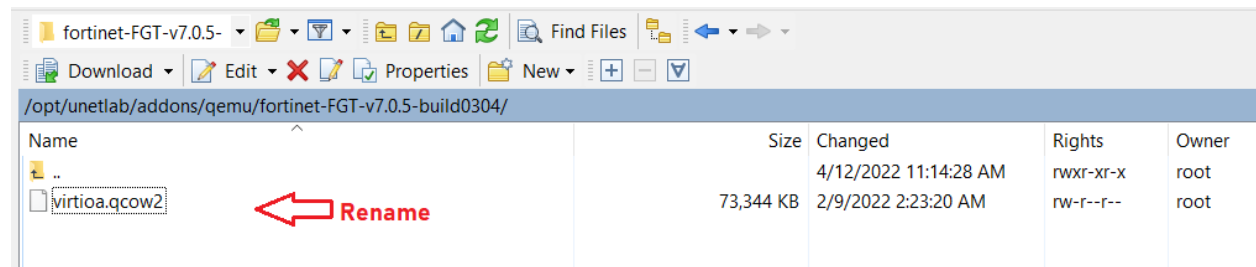 fortinet-FGT-v7.0.5- Find Files
Download Edit Properties New
/opt/unetlab/addons/qemu/fortinet-FGT-v7.0.5-build0304/
Name Size Changed Rights Owner
.. 4/12/2022 11:14:28 AM rwxr-xr-x root
virtioa.qcow2 73,344 KB 2/9/2022 2:23:20 AM rw-r--r-- root
Rename